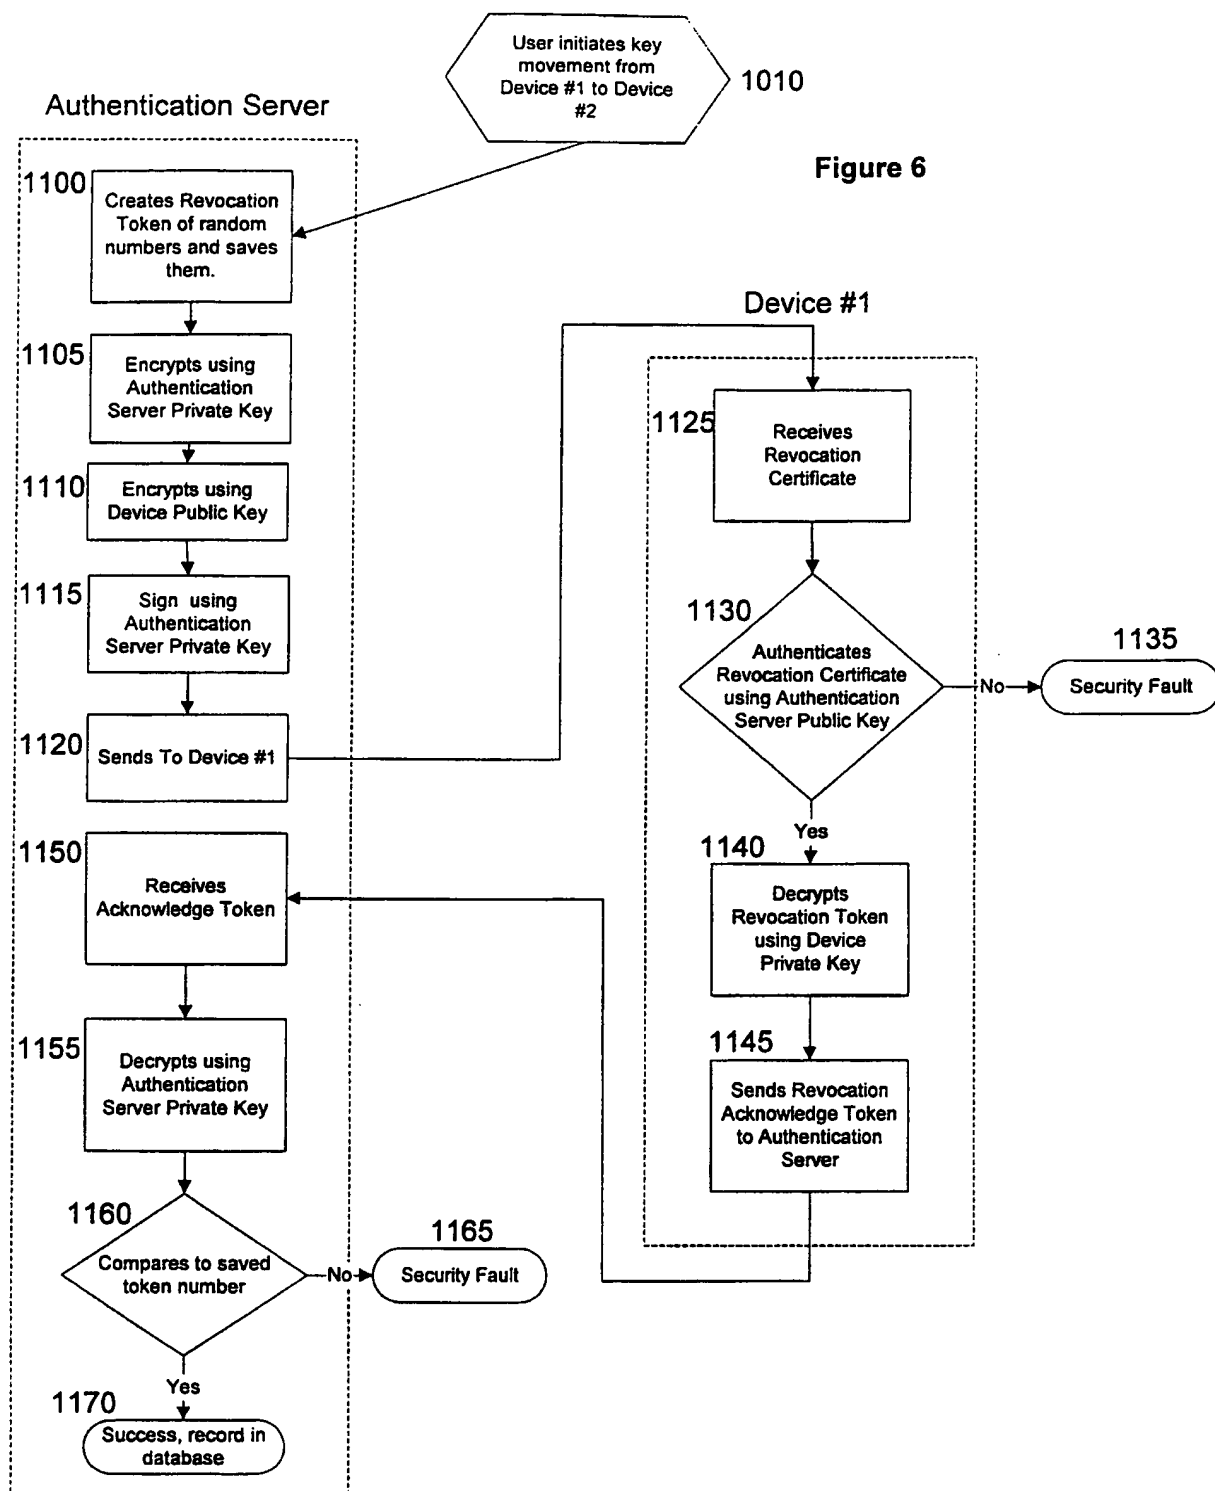 User initiates key
movement from
Device #1 to Device
#2
1010
Authentication Server
Figure 6
1100
Creates Revocation
Token of random
numbers and saves
them.
1105
Encrypts using
Authentication
Server Private Key
1110
Encrypts using
Device Public Key
1115
Sign using
Authentication
Server Private Key
1120
Sends To Device #1
Device #1
1125
Receives
Revocation
Certificate
1130
Authenticates
Revocation Certificate
using Authentication
Server Public Key
No
1135
Security Fault
Yes
1140
Decrypts
Revocation Token
using Device
Private Key
1145
Sends Revocation
Acknowledge Token
to Authentication
Server
1150
Receives
Acknowledge Token
1155
Decrypts using
Authentication
Server Private Key
1160
Compares to saved
token number
No
1165
Security Fault
Yes
1170
Success, record in
database